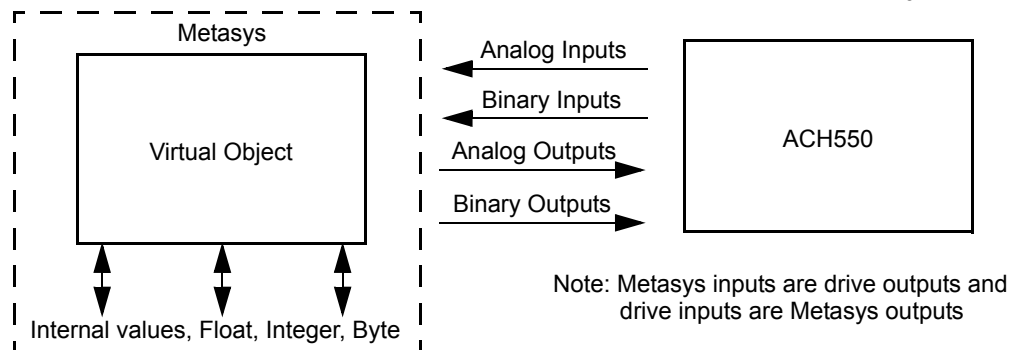 Metasys
Virtual Object
Internal values, Float, Integer, Byte
Analog Inputs
Binary Inputs
Analog Outputs
Binary Outputs
ACH550
Note: Metasys inputs are drive outputs and
drive inputs are Metasys outputs